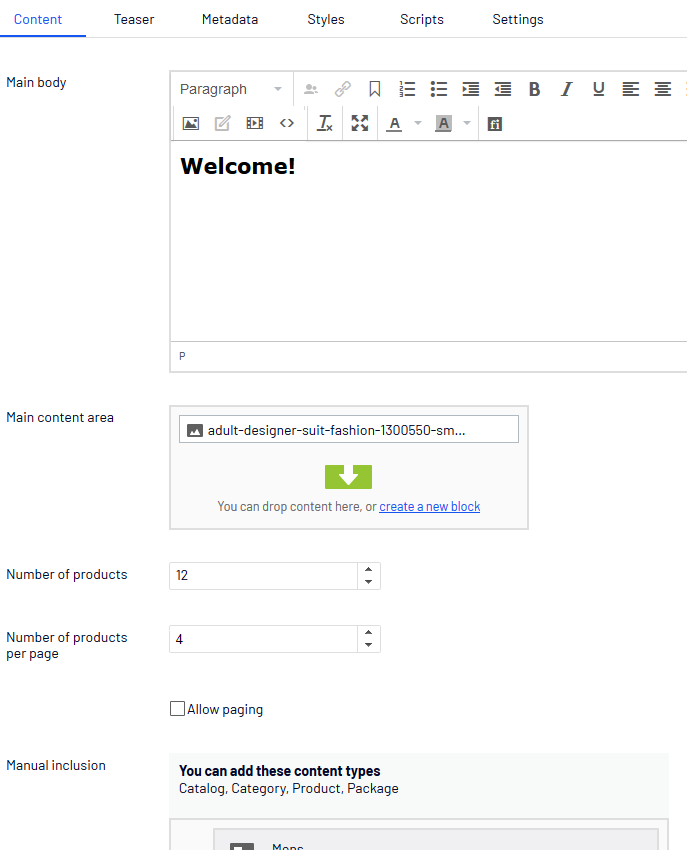 Content Teaser Metadata Styles Scripts Settings
Main body
Paragraph
B I U
A A
Welcome!
P
Main content area
adult-designer-suit-fashion-1300550-sm...
You can drop content here, or create a new block
Number of products
12
Number of products
per page
4
Allow paging
Manual inclusion
You can add these content types
Catalog, Category, Product, Package